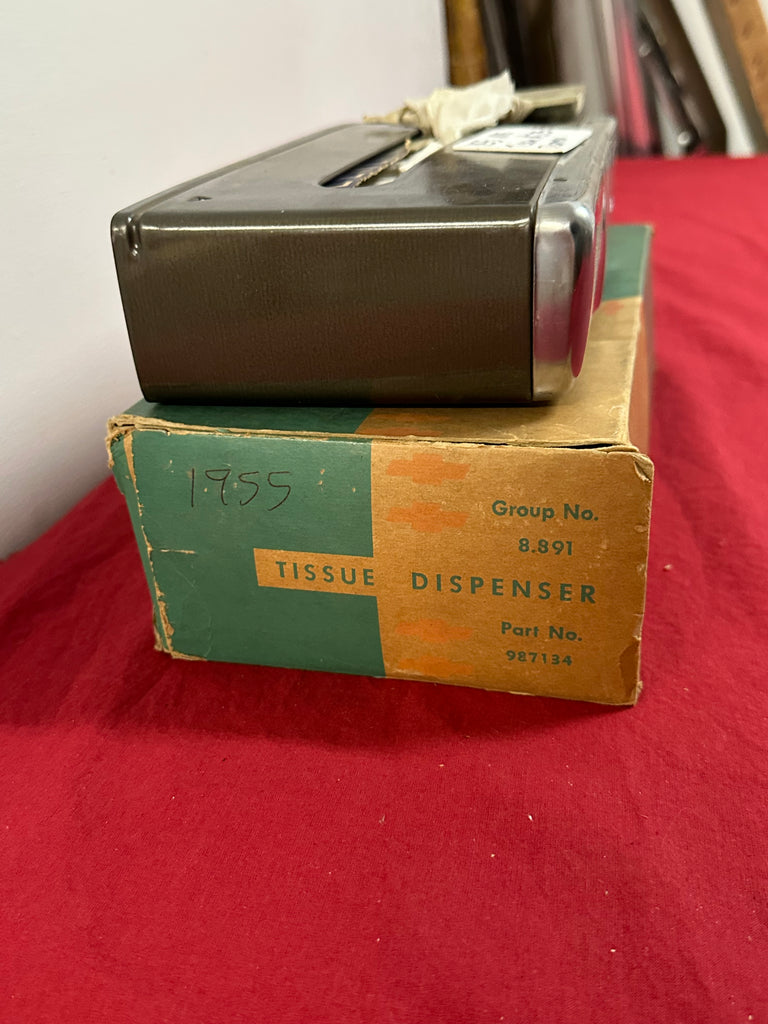 1955
Group No.
8.891
TISSUE DISPENSER
Part No.
987134